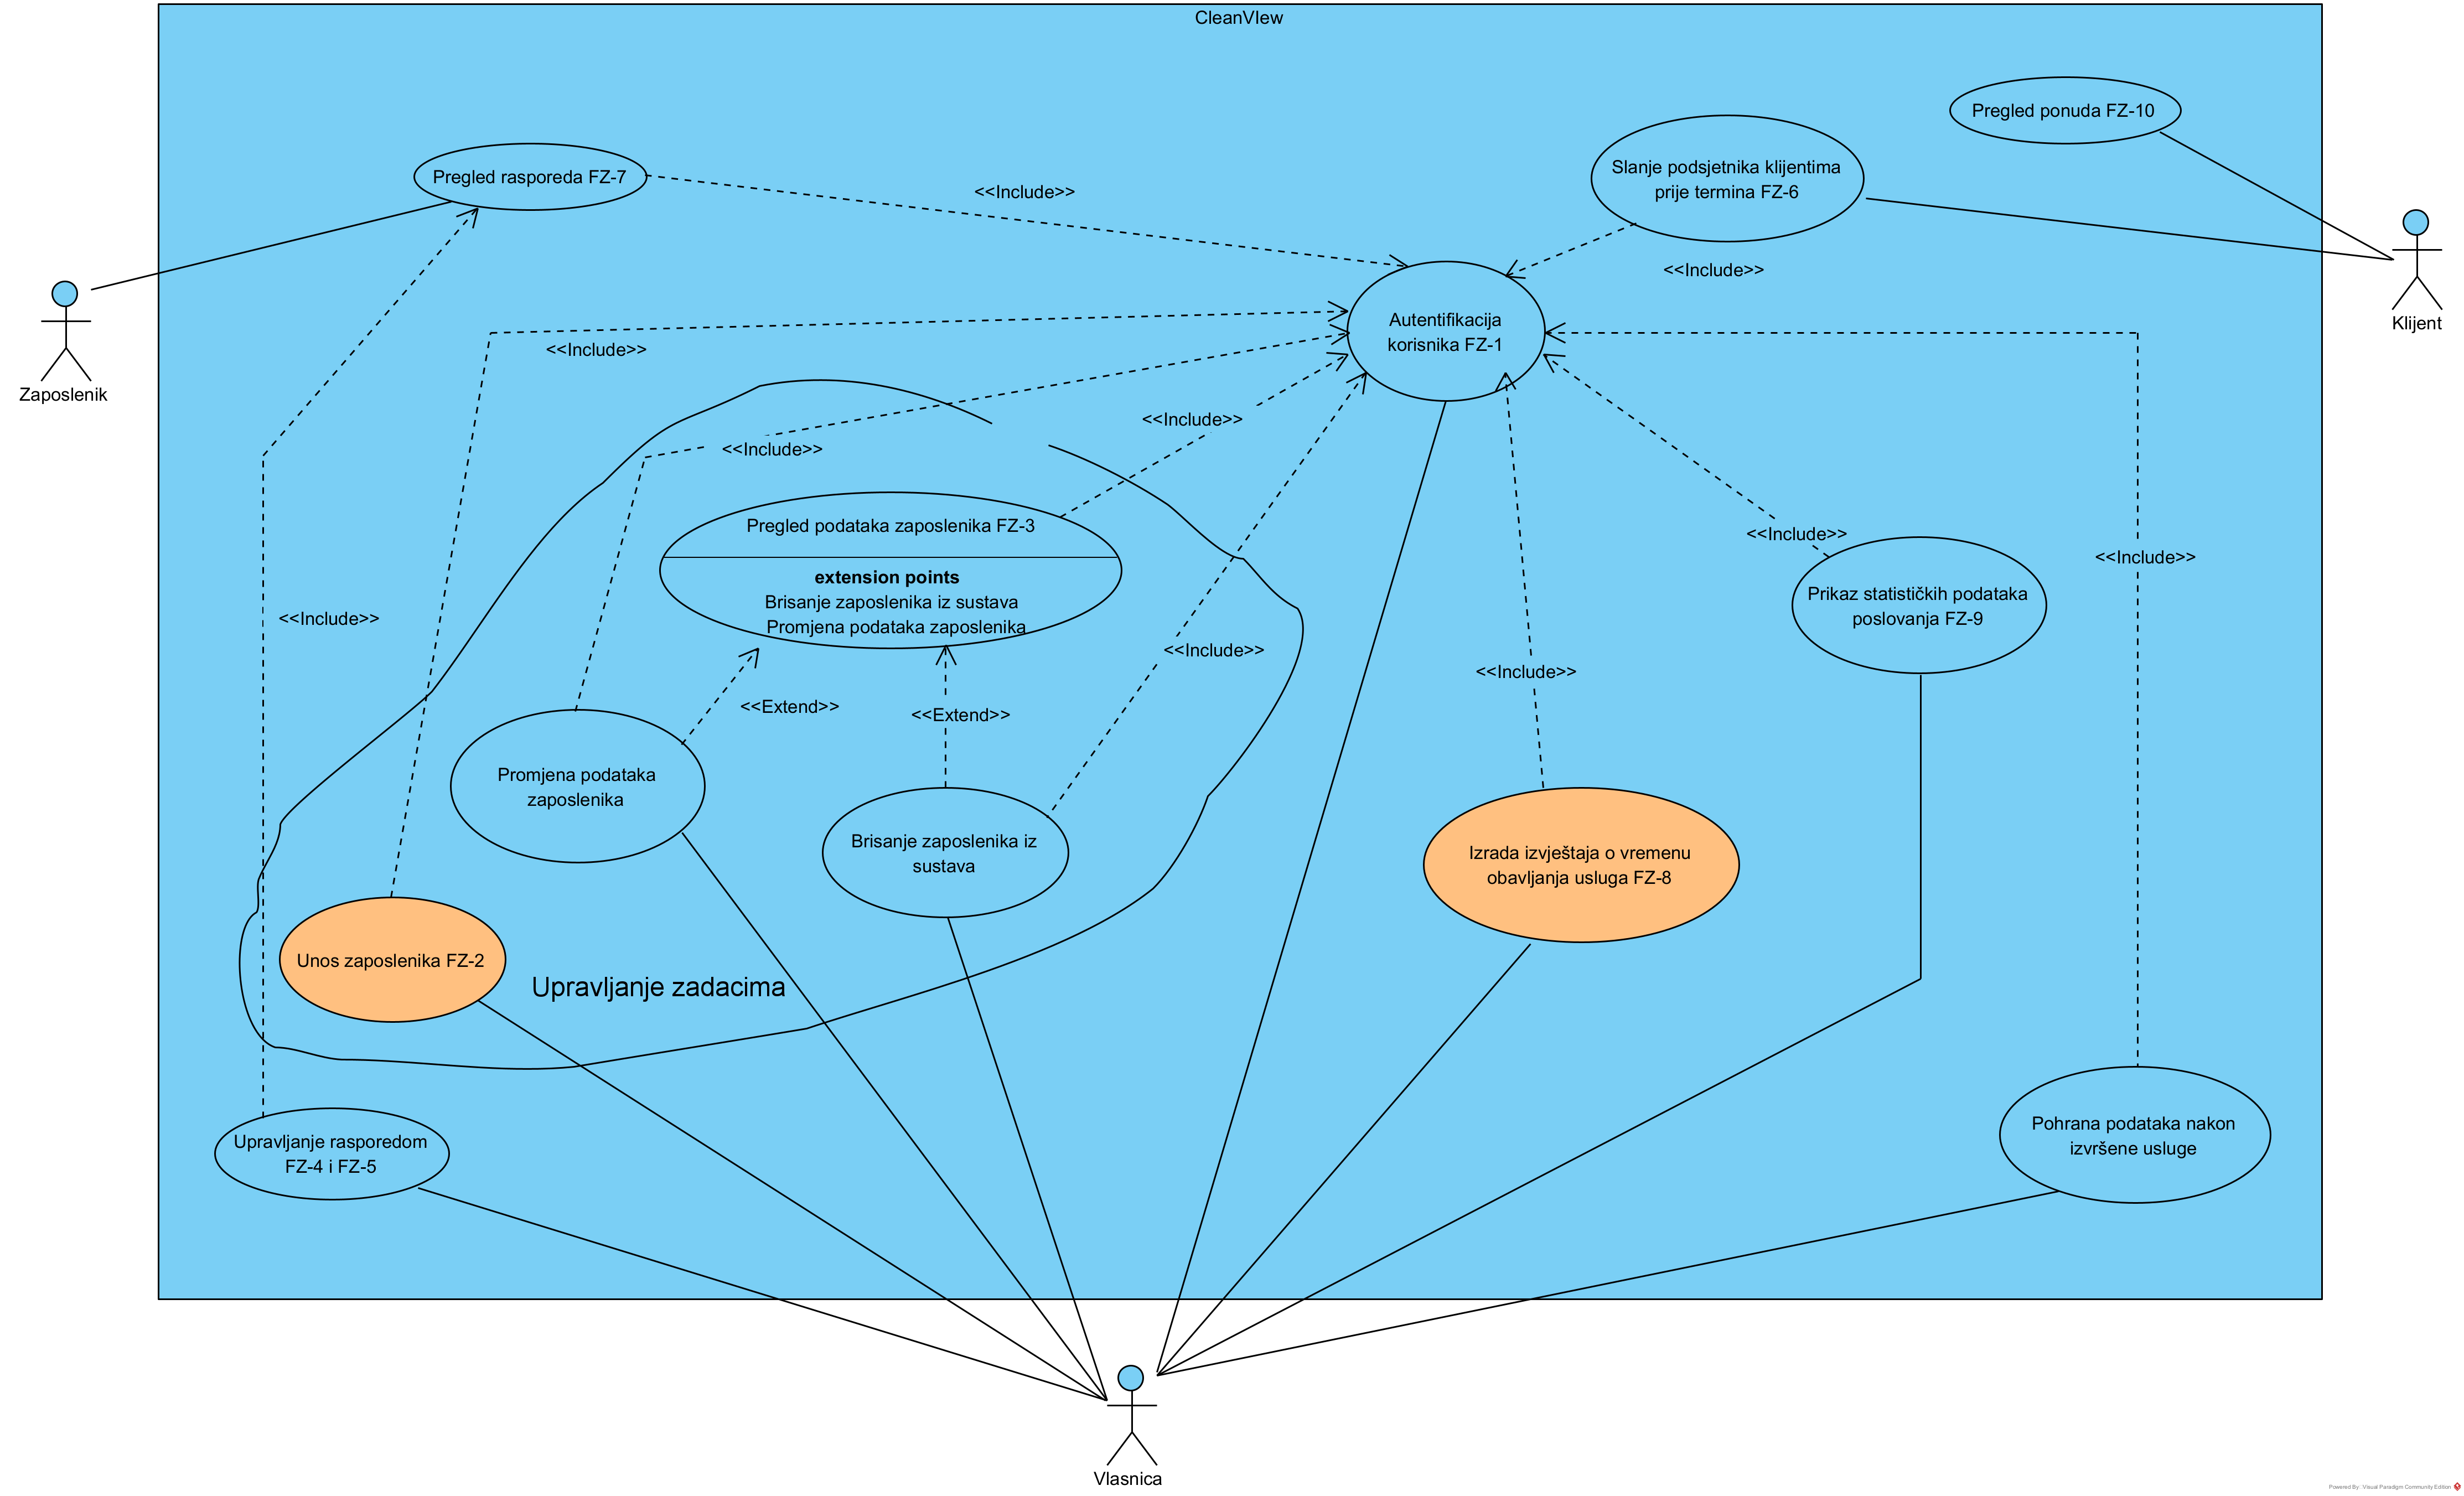 CleanVIew
Pregled ponuda FZ-10
Slanje podsjetnika klijentima
prije termina FZ-6
Pregled rasporeda FZ-7
<<Include>>
<<Include>>
Autentifikacija
korisnika FZ-1
Klijent
Zaposlenik
<<Include>>
<<Include>>
<<Include>>
Pregled podataka zaposlenika FZ-3
extension points
Brisanje zaposlenika iz sustava
Promjena podataka zaposlenika
<<Include>>
<<Include>>
Prikaz statističkih podataka
poslovanja FZ-9
<<Include>>
<<Include>>
<<Include>>
<<Extend>>
<<Extend>>
Promjena podataka
zaposlenika
Brisanje zaposlenika iz
sustava
Izrada izvještaja o vremenu
obavljanja usluga FZ-8
Unos zaposlenika FZ-2
Upravljanje zadacima
Upravljanje rasporedom
FZ-4 i FZ-5
Pohrana podataka nakon
izvršene usluge
Vlasnica
Powered By: Visual Paradigm Community Edition